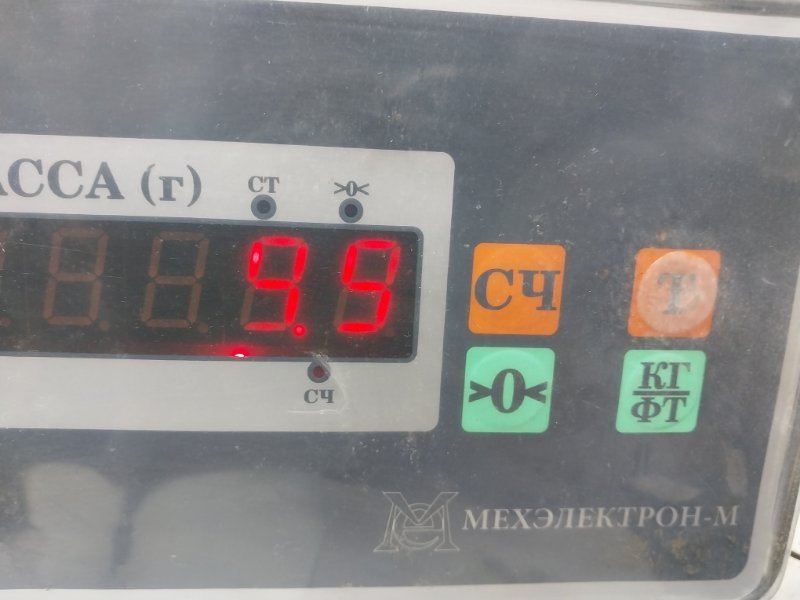 АССА (г)
СТ >0<
9.5
СЧ
СЧ Т
>0< КГ
ФТ
МЕХЭЛЕКТРОН-М